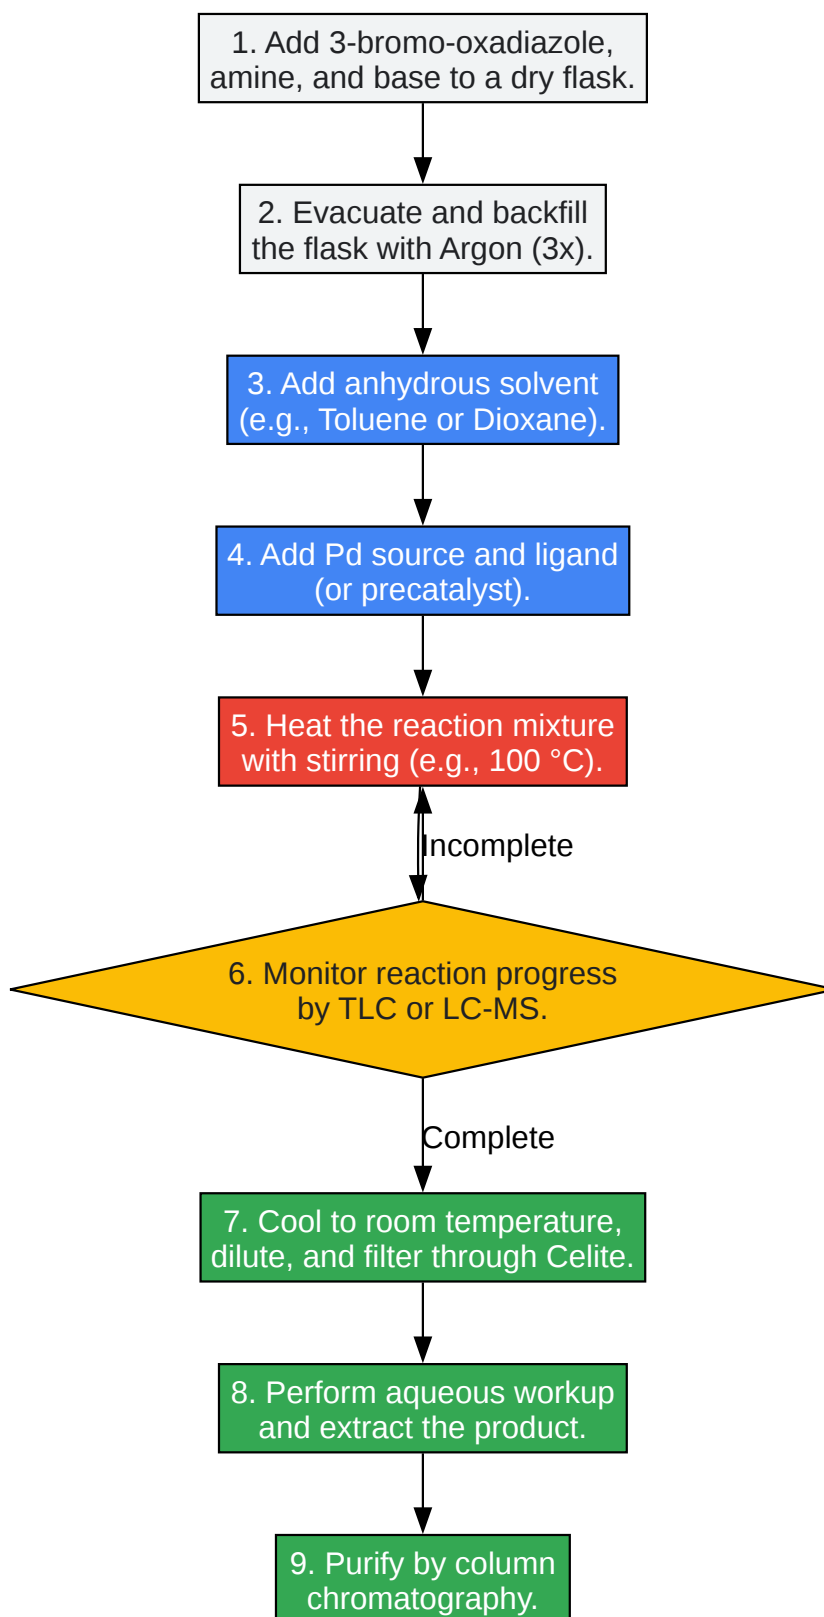 1. Add 3-bromo-oxadiazole,
amine, and base to a dry flask.
2. Evacuate and backfill
the flask with Argon (3x).
3. Add anhydrous solvent
(e.g., Toluene or Dioxane).
4. Add Pd source and ligand
(or precatalyst).
5. Heat the reaction mixture
with stirring (e.g., 100 °C).
Incomplete
6. Monitor reaction progress
by TLC or LC-MS.
Complete
7. Cool to room temperature,
dilute, and filter through Celite.
8. Perform aqueous workup
and extract the product.
9. Purify by column
chromatography.